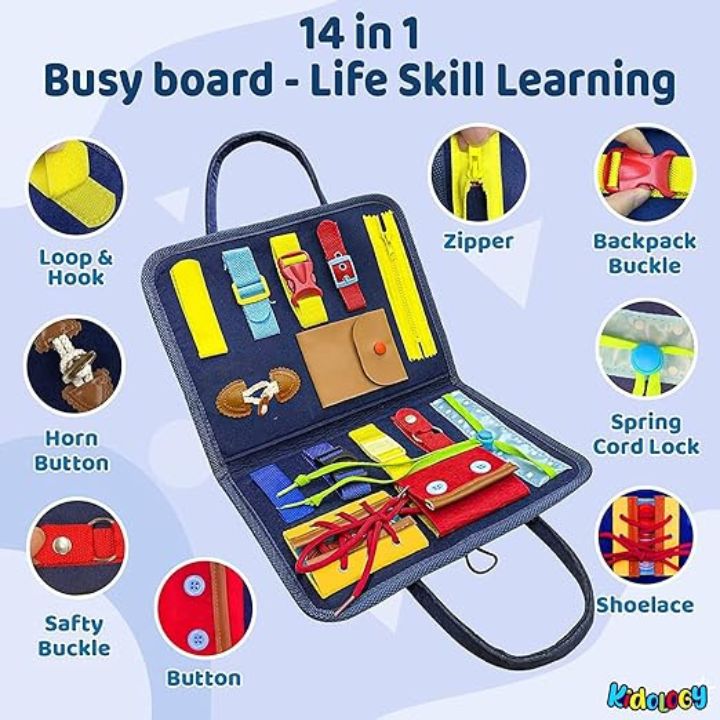 14 in 1
Busy board - Life Skill Learning
Loop &
Hook
Zipper
Backpack
Buckle
Horn
Button
Spring
Cord Lock
Safty
Buckle
Button
Shoelace
KidoLOGY